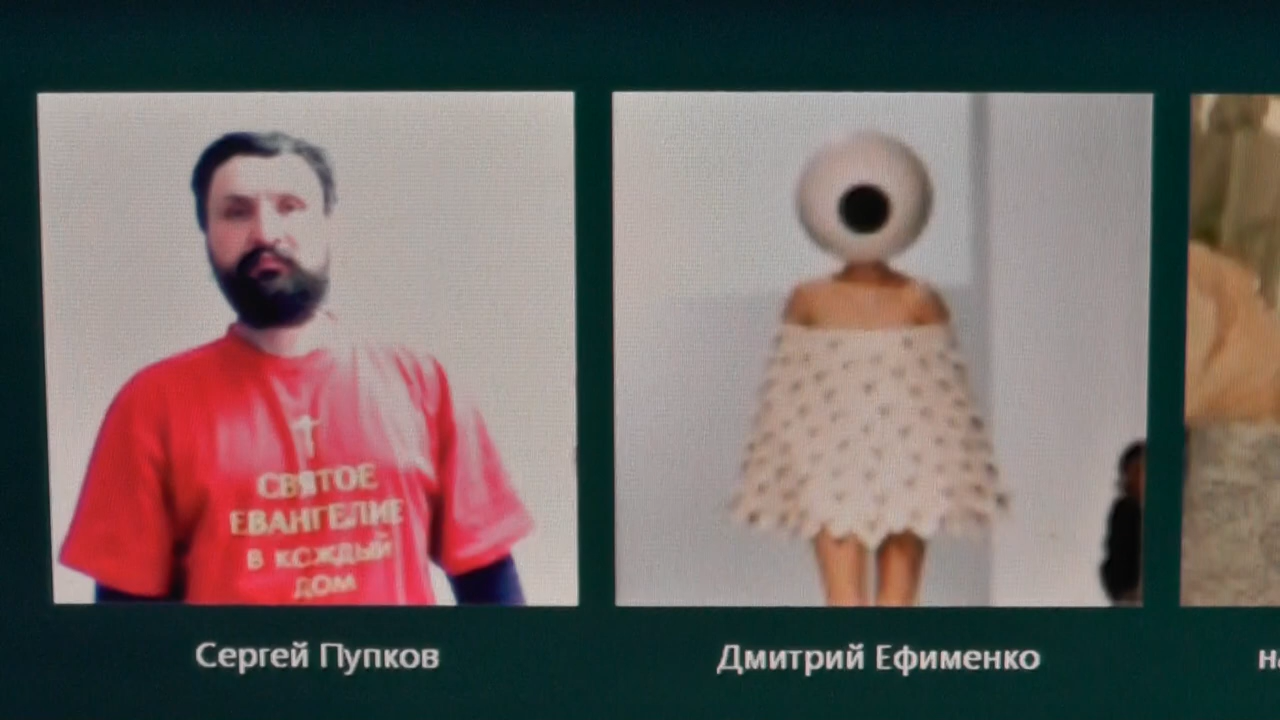 СВЯТОЕ
ЕВАНГЕЛИЕ
В КАЖДЫЙ
ДОМ
Сергей Пупков
Дмитрий Ефименко